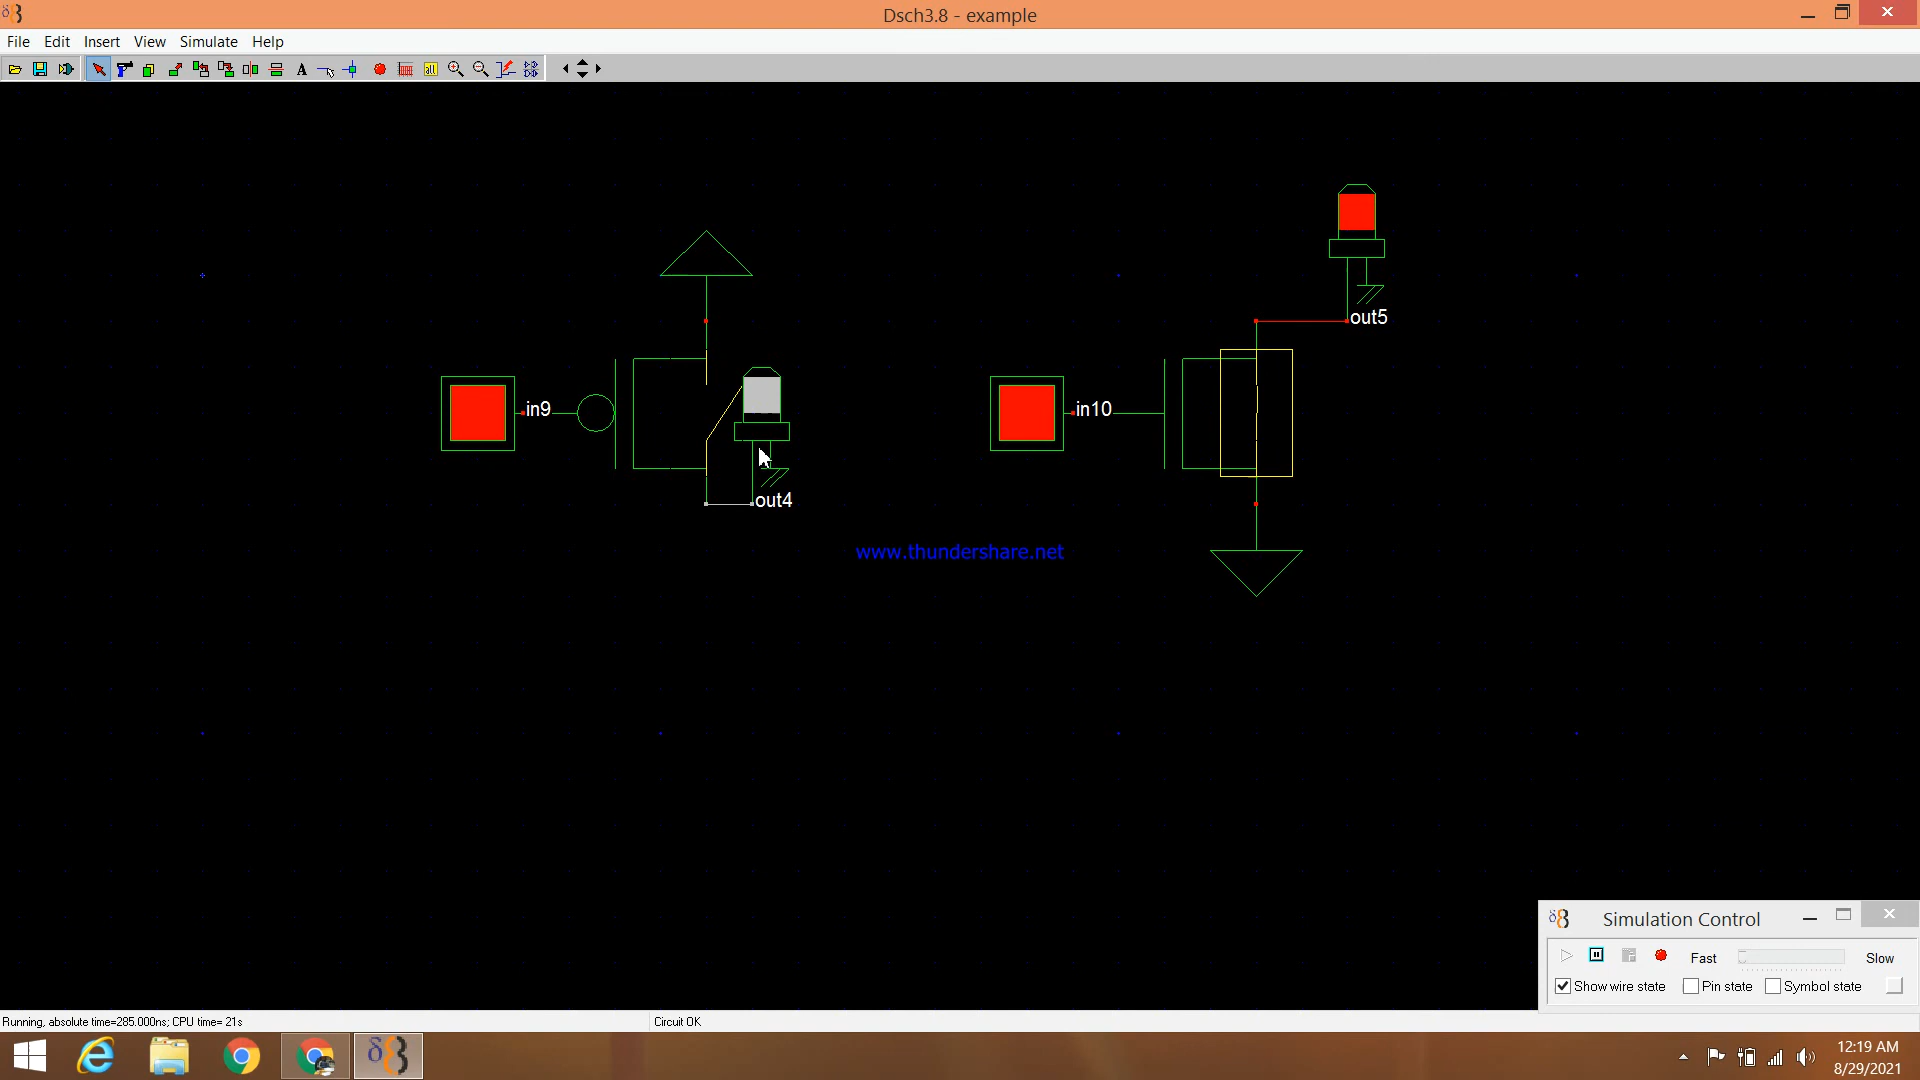 Dsch3.8 - example
File Edit Insert View Simulate Help
A
all
out5
in9
in10
out4
www.thundershare.net
Simulation Control
Fast Slow
Show wire state Pin state Symbol state
Running, absolute time=285.000ns; CPU time= 21s Circuit OK
12:19 AM
8/29/2021